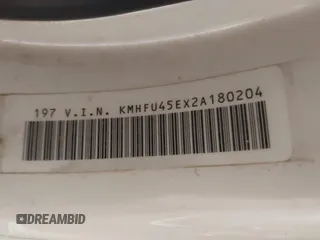 197 V.I.N. KMHFU45EX2A180204
DREAMBID